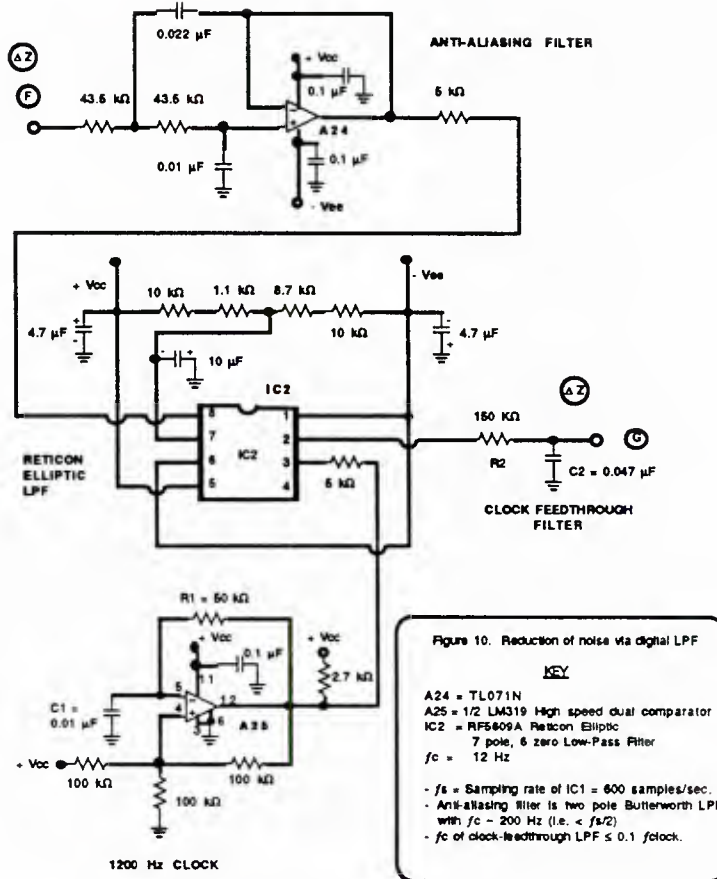 0.022 µF
ANTI-ALIASING FILTER
ΔZ
+ Vcc
0.1 µF
F
43.5 kΩ
43.5 kΩ
5 kΩ
A24
0.01 µF
0.1 µF
- Vee
+ Vcc
- Vee
10 kΩ
1.1 kΩ
8.7 kΩ
10 kΩ
4.7 µF
4.7 µF
10 µF
IC2
ΔZ
8
1
150 KΩ
G
7
2
IC2
6
3
R2
RETICON
ELLIPTIC
LPF
5
4
5 kΩ
C2 = 0.047 µF
CLOCK FEEDTHROUGH
FILTER
R1 = 50 kΩ
+ Vcc
+ Vcc
0.1 µF
11
2.7 kΩ
5
12
C1 =
0.01 µF
4
6
3
A25
+ Vcc
100 kΩ
100 kΩ
100 kΩ
1200 Hz CLOCK
Figure 10. Reduction of noise via digital LPF
KEY
A24 = TL071N
A25 = 1/2 LM319 High speed dual comparator
IC2 = RF5609A Reticon Elliptic
7 pole, 6 zero Low-Pass Filter
fc = 12 Hz
- fs = Sampling rate of IC1 = 600 samples/sec.
- Anti-aliasing filter is two pole Butterworth LPF
with fc ~ 200 Hz (i.e. < fs/2)
- fc of clock-feedthrough LPF ≤ 0.1 fclock.